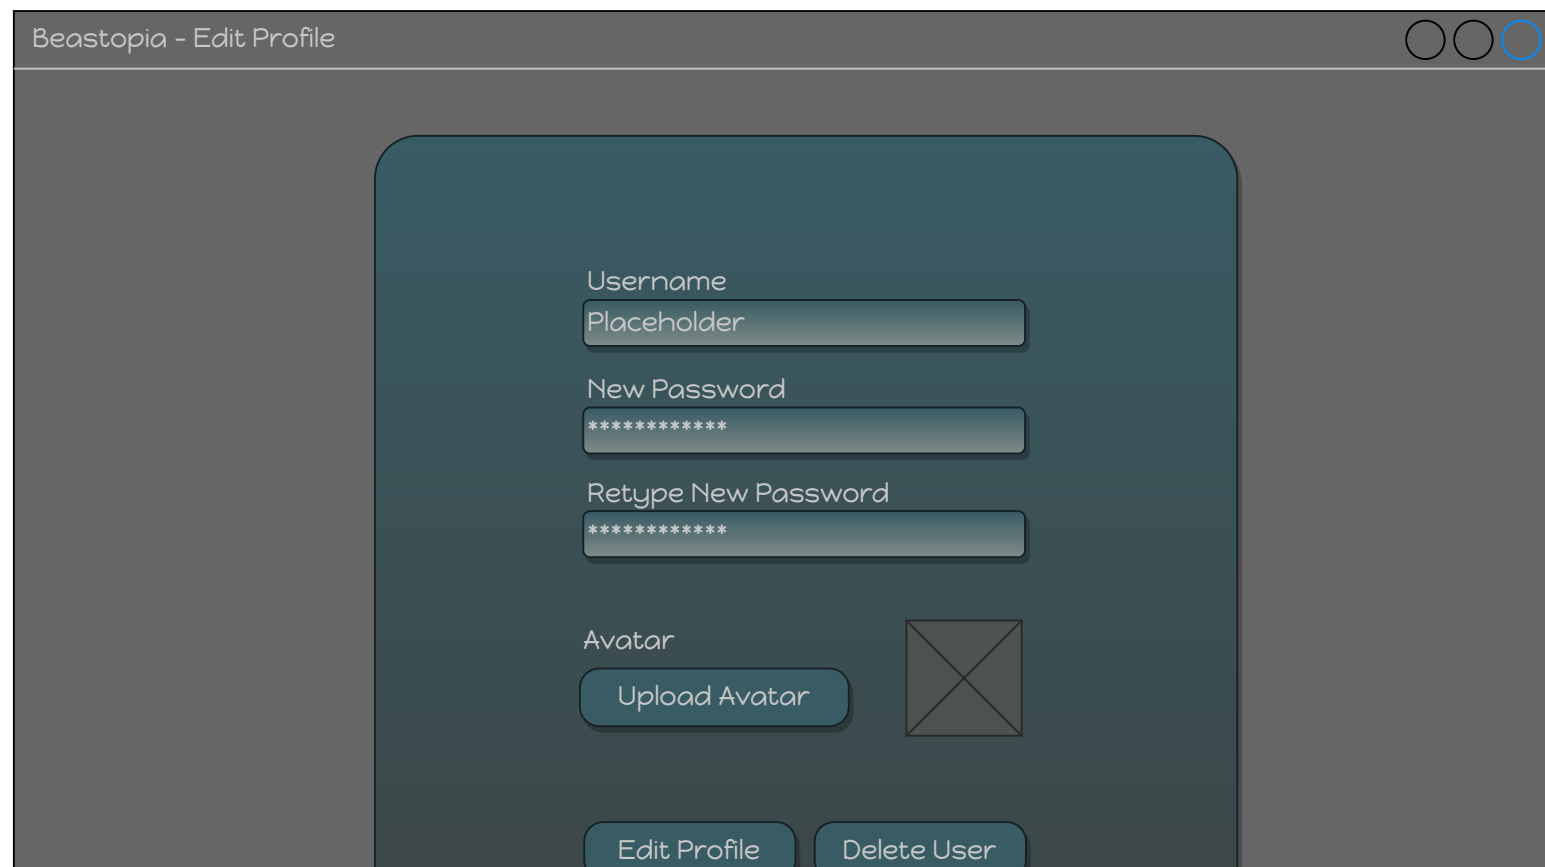 Beastopia - Edit Profile
Username
Placeholder
New Password
************
Retype New Password
************
Avatar
Upload Avatar
Edit Profile
Delete User